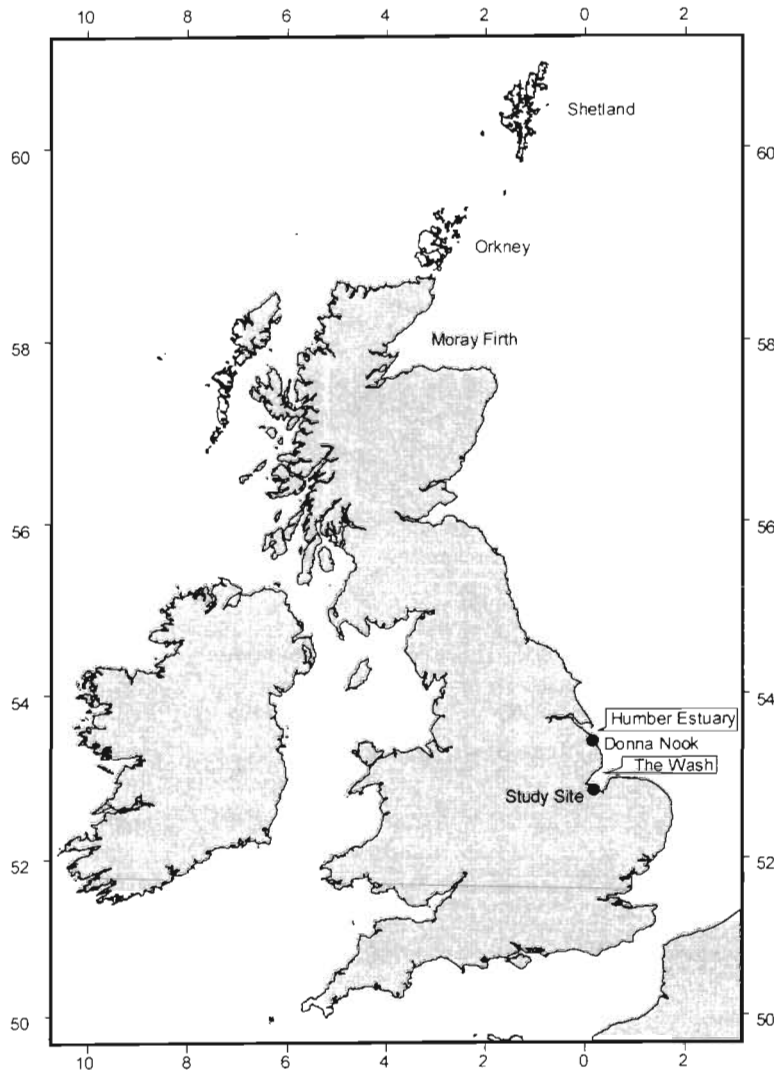 10 8 6 4 2 0 2
Shetland
60 60
Orkney
Moray Firth
58 58
56 56
54 54
Humber Estuary
Donna Nook
The Wash
Study Site
52 52
50 50
10 8 6 4 2 0 2